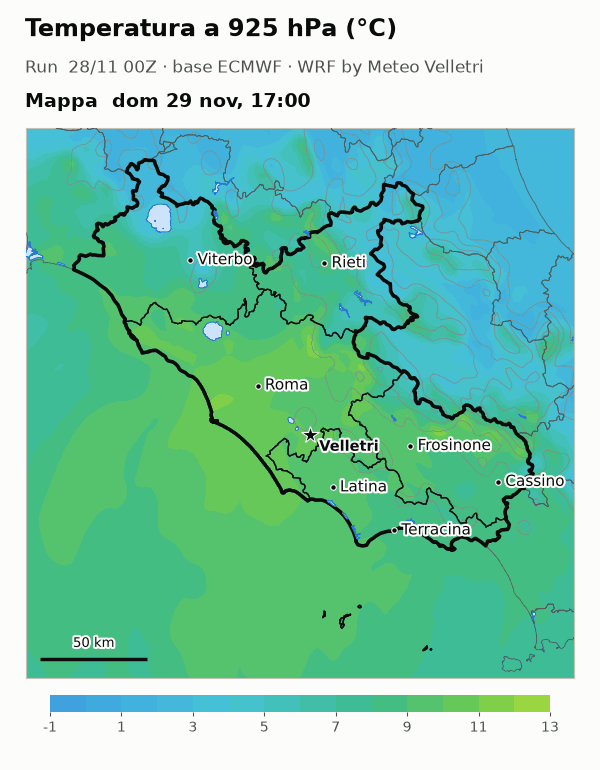 Temperatura a 925 hPa (°C)
Run  28/11 00Z · base ECMWF · WRF by Meteo Velletri
Mappa  dom 29 nov, 17:00
Viterbo
Rieti
Roma
Velletri
Frosinone
Cassino
Latina
Terracina
50 km
-1 1 3 5 7 9 11 13